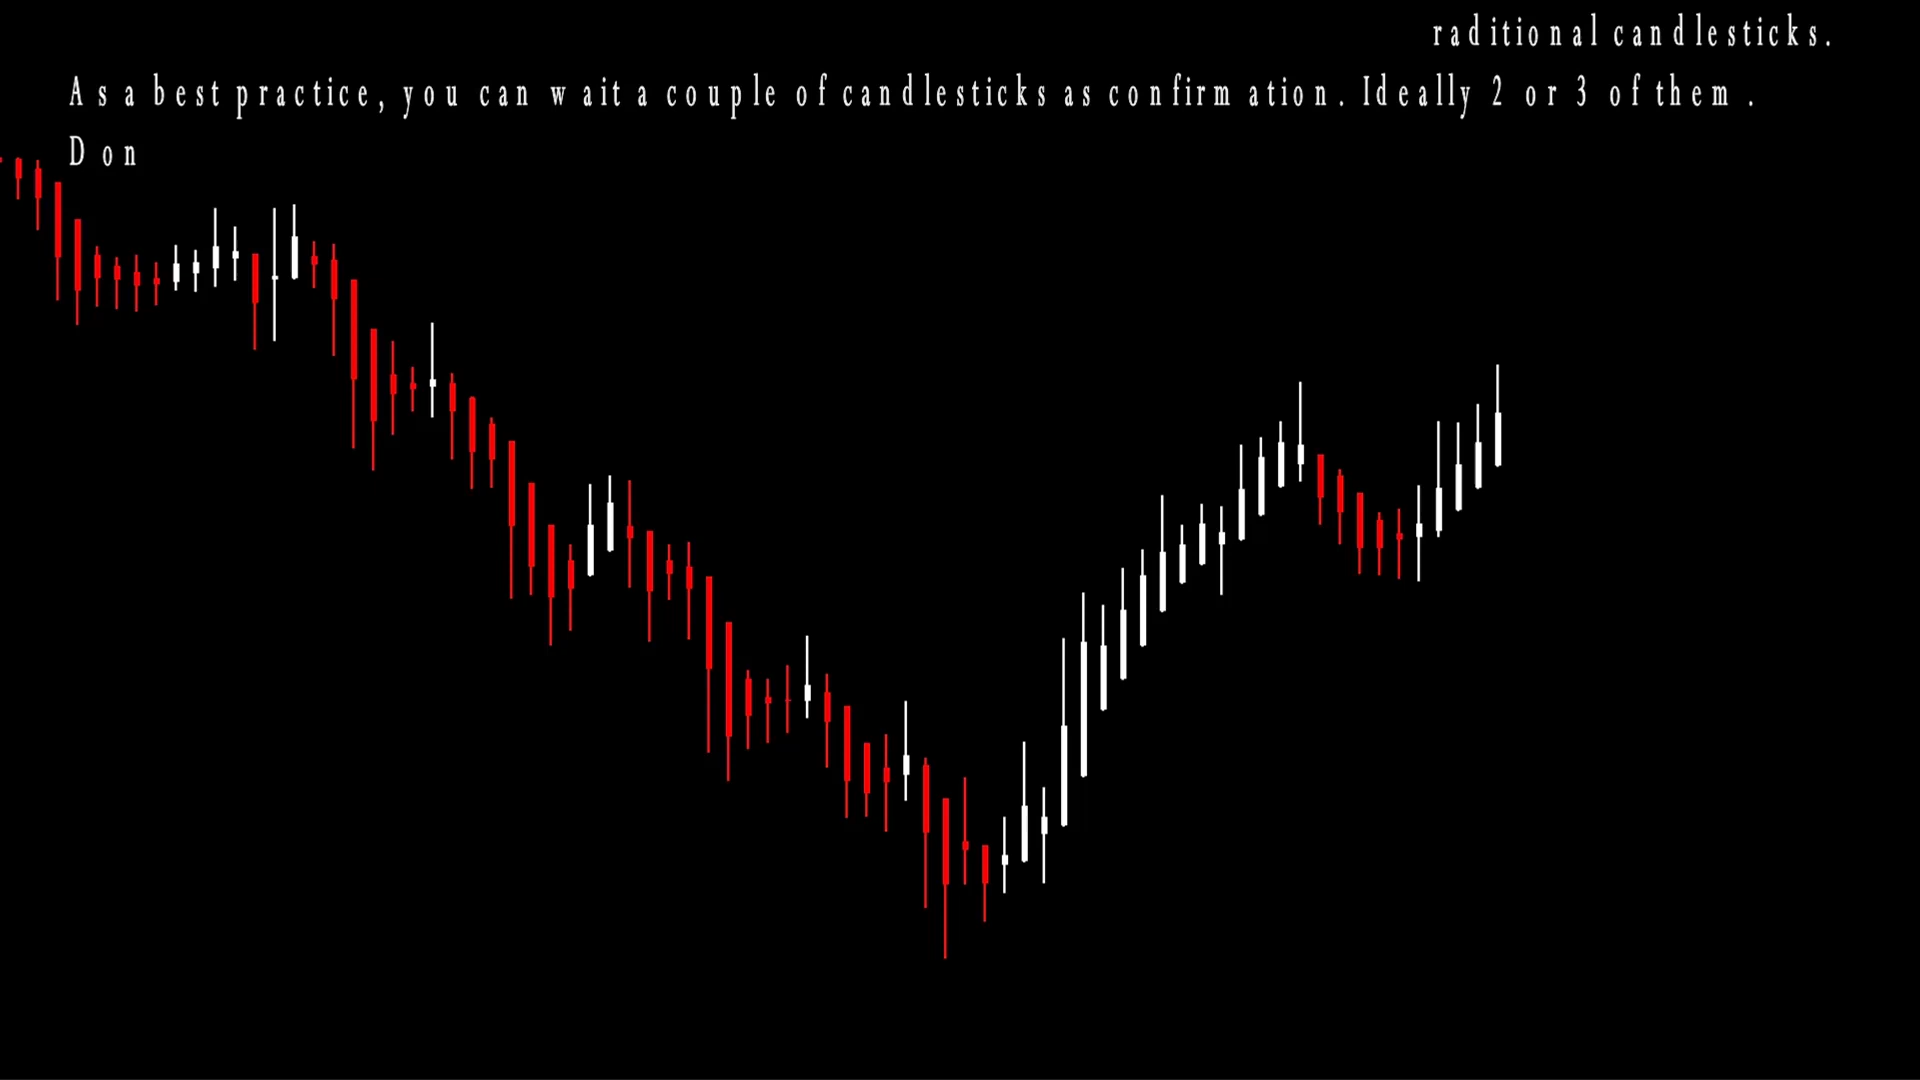 raditional candlesticks.
As a best practice, you can wait a couple of candlesticks as confirmation. Ideally 2 or 3 of them.
Don